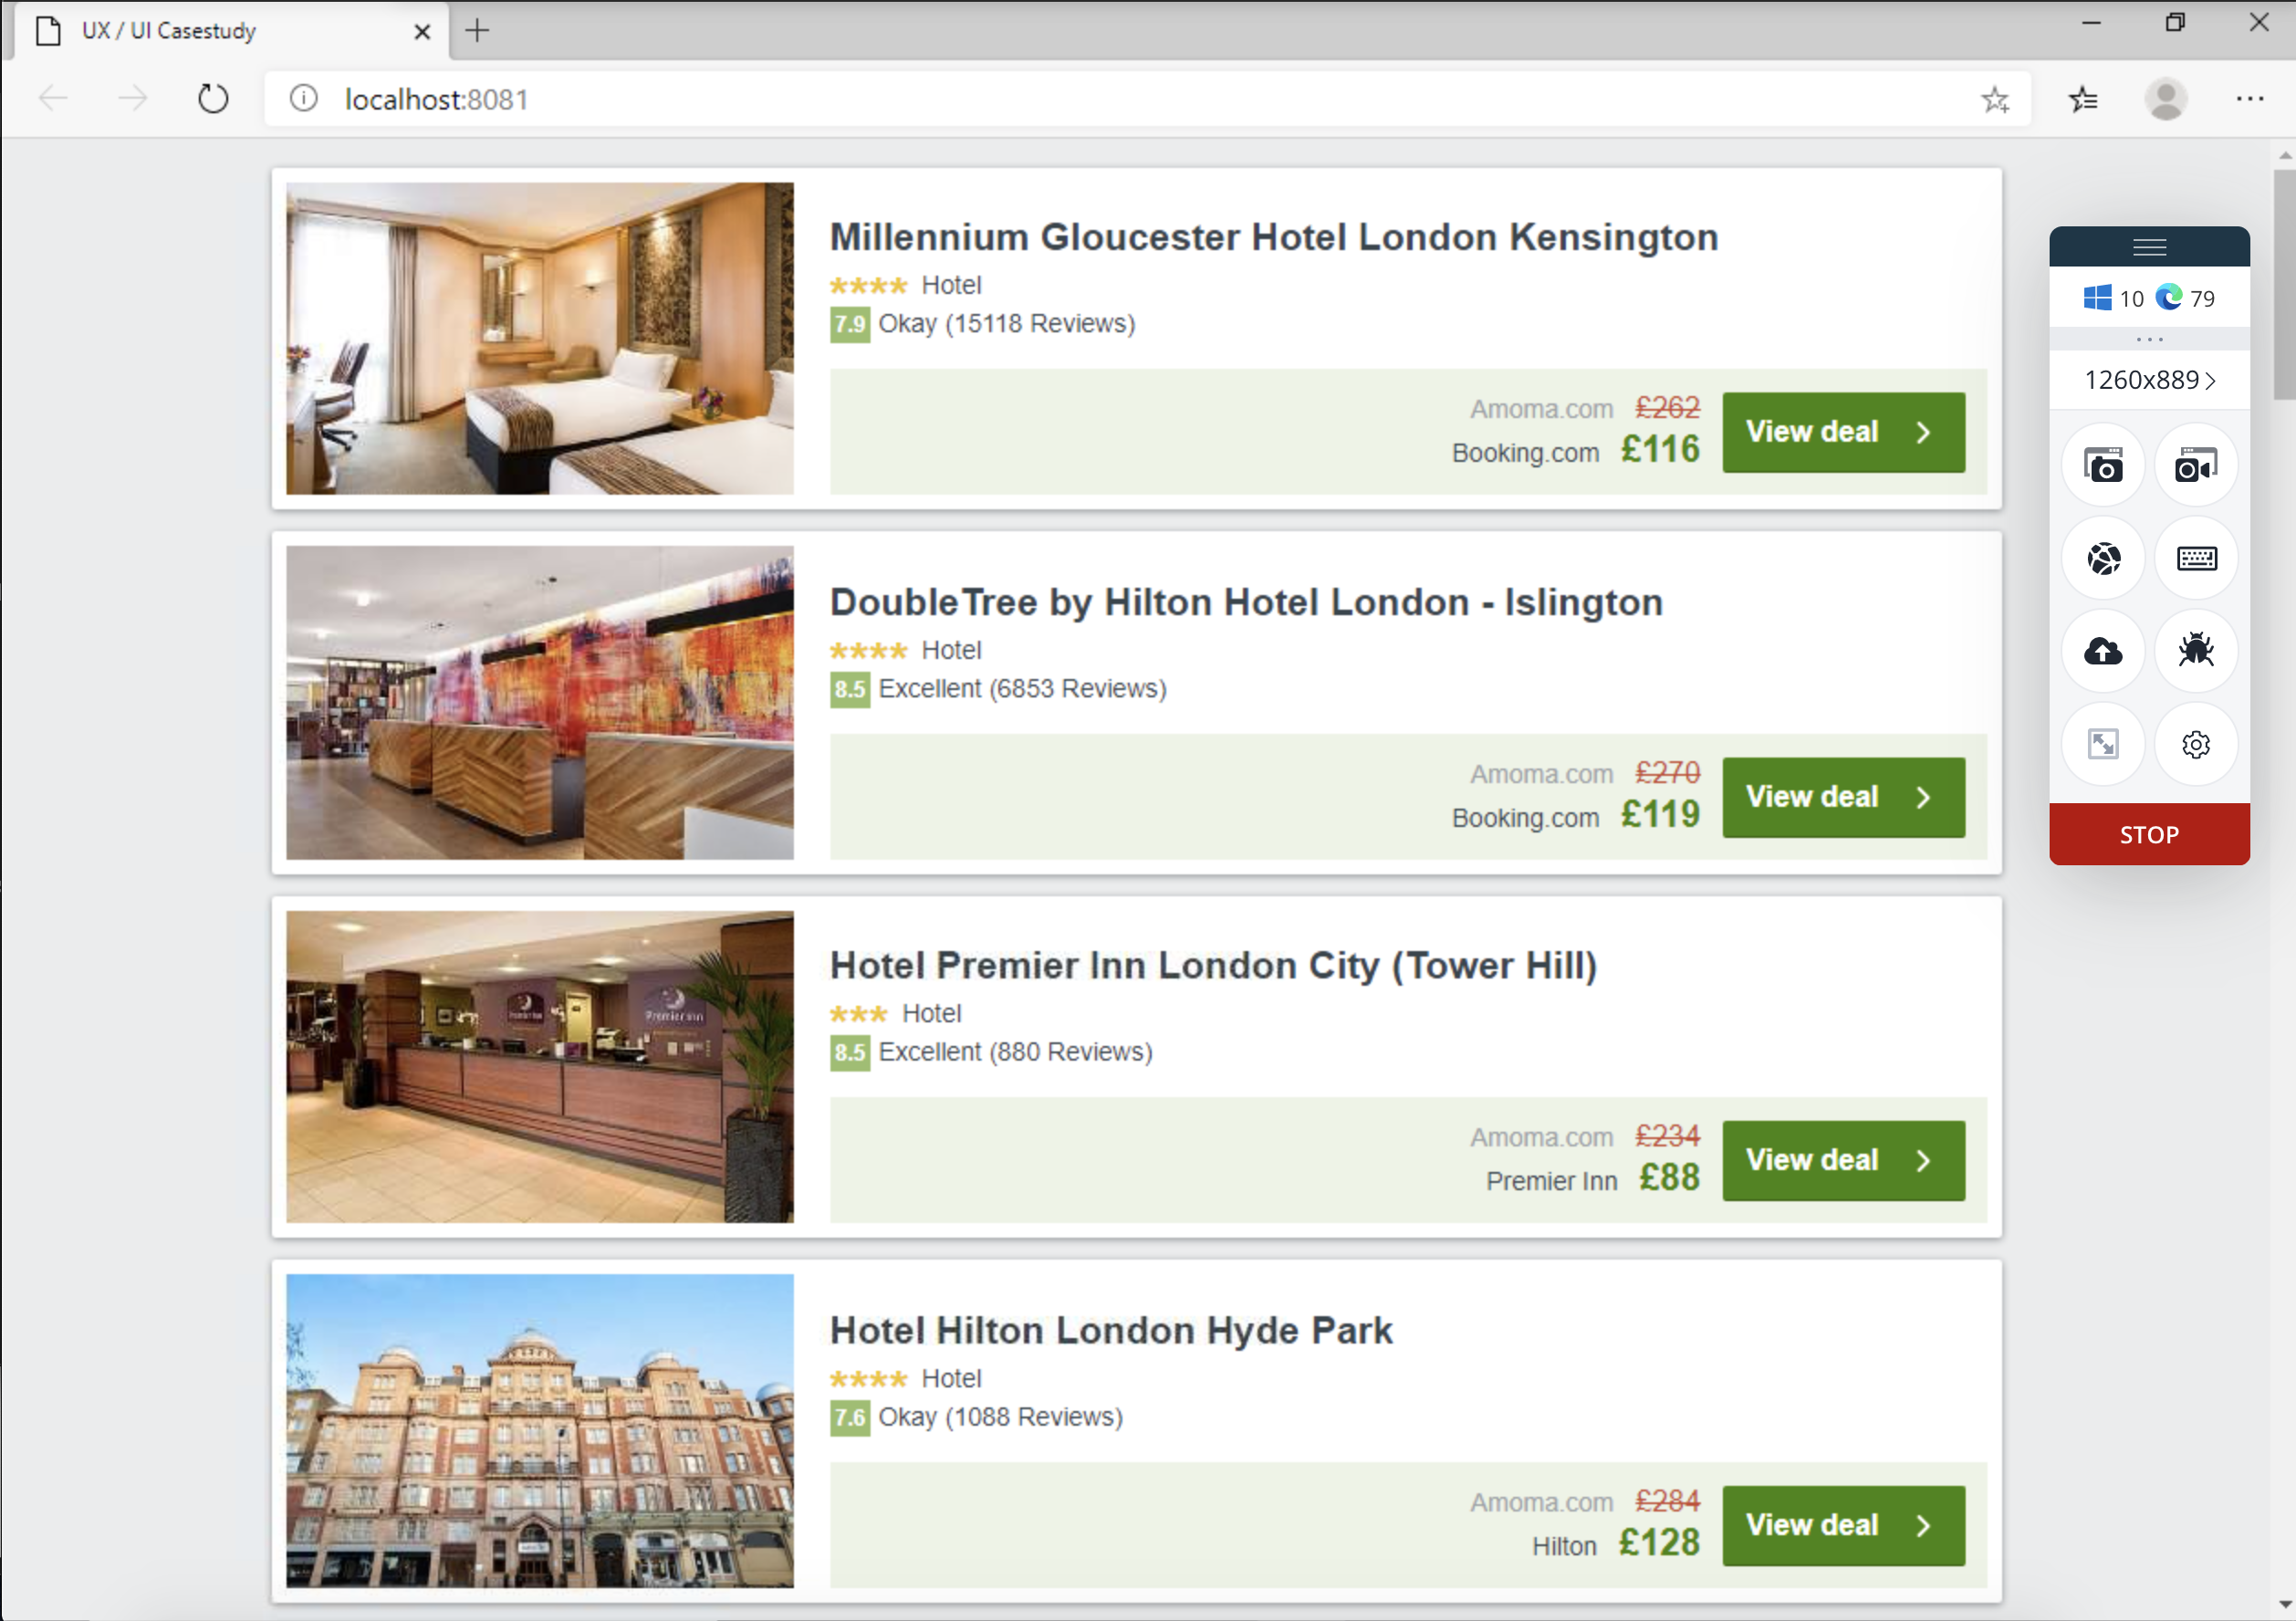 UX / UI Casestudy
localhost:8081
Millennium Gloucester Hotel London Kensington
**** Hotel
7.9 Okay (15118 Reviews)
Amoma.com £262
Booking.com £116
View deal
DoubleTree by Hilton Hotel London - Islington
**** Hotel
8.5 Excellent (6853 Reviews)
Amoma.com £270
Booking.com £119
View deal
Premier Inn
Premier Inn
Hotel Premier Inn London City (Tower Hill)
*** Hotel
8.5 Excellent (880 Reviews)
Amoma.com £234
Premier Inn £88
View deal
Hotel Hilton London Hyde Park
**** Hotel
7.6 Okay (1088 Reviews)
Amoma.com £284
Hilton £128
View deal
10 79
...
1260x889
STOP